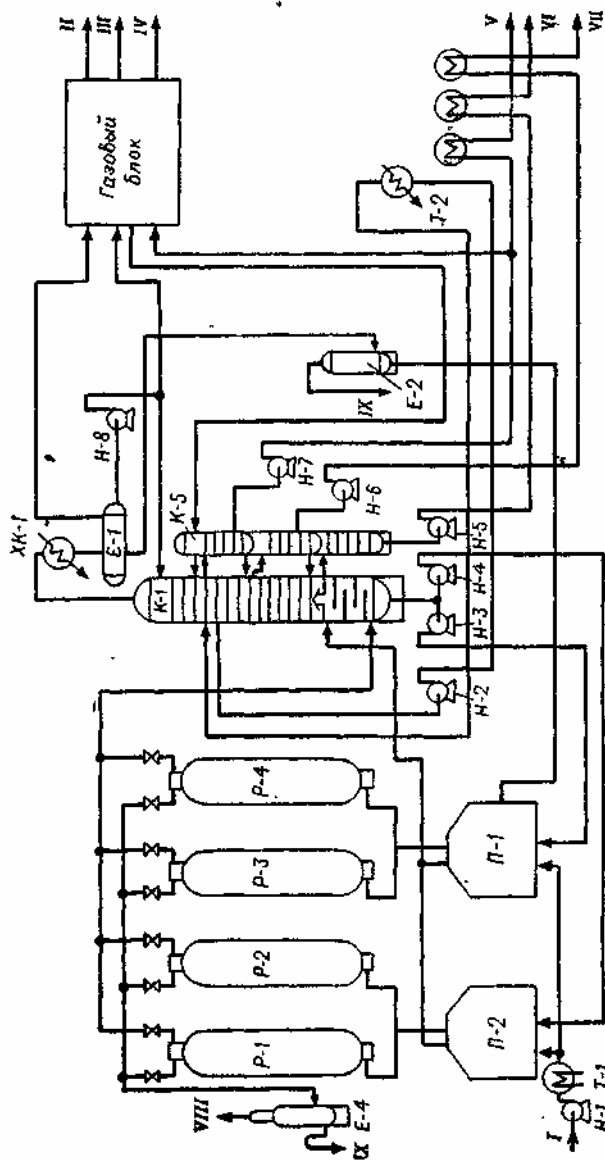 II
III
IV
Газовый
блок
V
VI
VII
Т-2
ХК-1
Е-1
Н-8
IX
Е-2
К-5
К-1
Н-7
Н-6
Н-5
Н-4
Н-3
Н-2
Р-4
Р-3
Р-2
Р-1
П-1
П-2
VIII
Е-4
IX
I
Н-1
Т-1